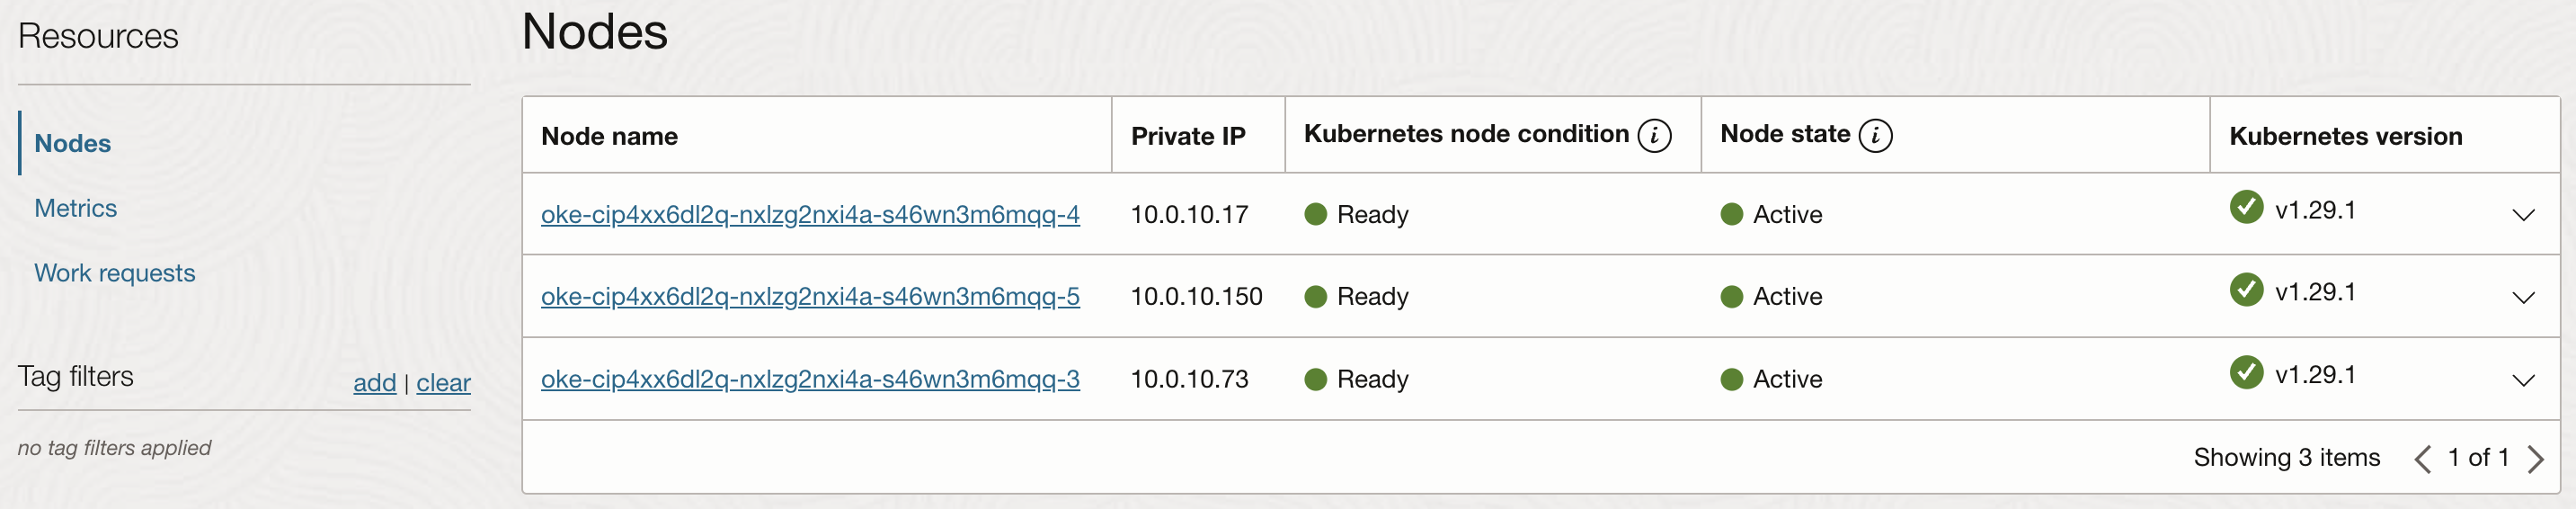 Resources
Nodes
Metrics
Work requests
Tag filters add | clear
no tag filters applied
Nodes
Node name Private IP Kubernetes node condition i Node state i Kubernetes version
oke-cip4xx6dl2q-nxlzg2nxi4a-s46wn3m6mqq-4 10.0.10.17 Ready Active v1.29.1
oke-cip4xx6dl2q-nxlzg2nxi4a-s46wn3m6mqq-5 10.0.10.150 Ready Active v1.29.1
oke-cip4xx6dl2q-nxlzg2nxi4a-s46wn3m6mqq-3 10.0.10.73 Ready Active v1.29.1
Showing 3 items < 1 of 1 >